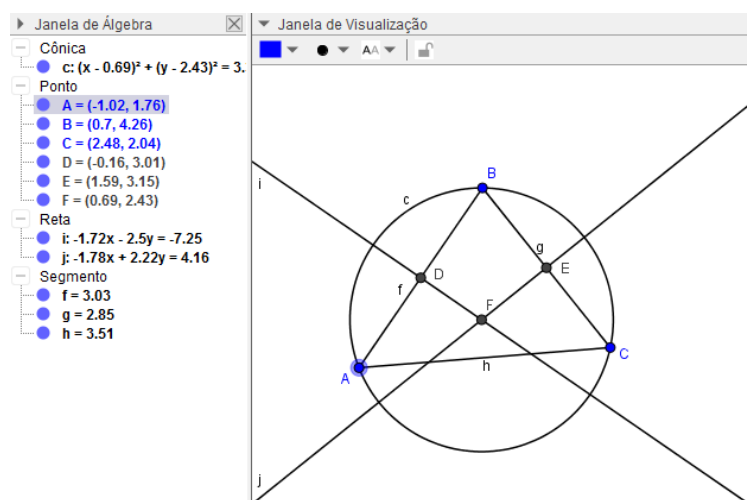 Janela de Álgebra
Cônica
c: (x - 0.69)² + (y - 2.43)² = 3.
Ponto
A = (-1.02, 1.76)
B = (0.7, 4.26)
C = (2.48, 2.04)
D = (-0.16, 3.01)
E = (1.59, 3.15)
F = (0.69, 2.43)
Reta
i: -1.72x - 2.5y = -7.25
j: -1.78x + 2.22y = 4.16
Segmento
f = 3.03
g = 2.85
h = 3.51
Janela de Visualização
AA
B
i
c
g
E
D
f
F
C
h
A
j